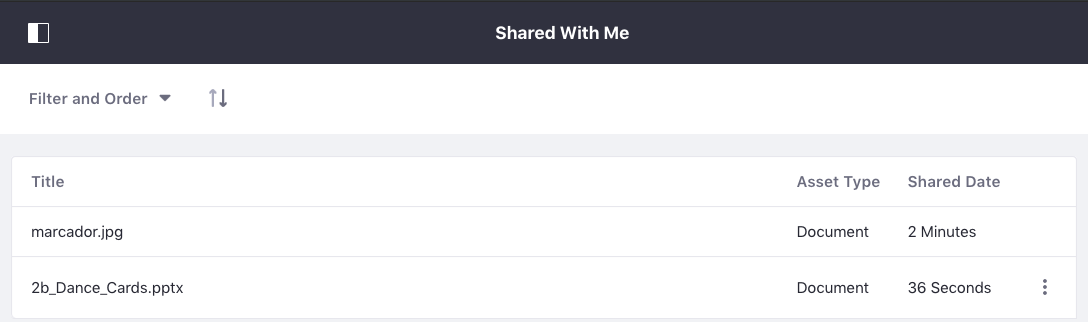 Shared With Me
Filter and Order
Title Asset Type Shared Date
marcador.jpg Document 2 Minutes
2b_Dance_Cards.pptx Document 36 Seconds